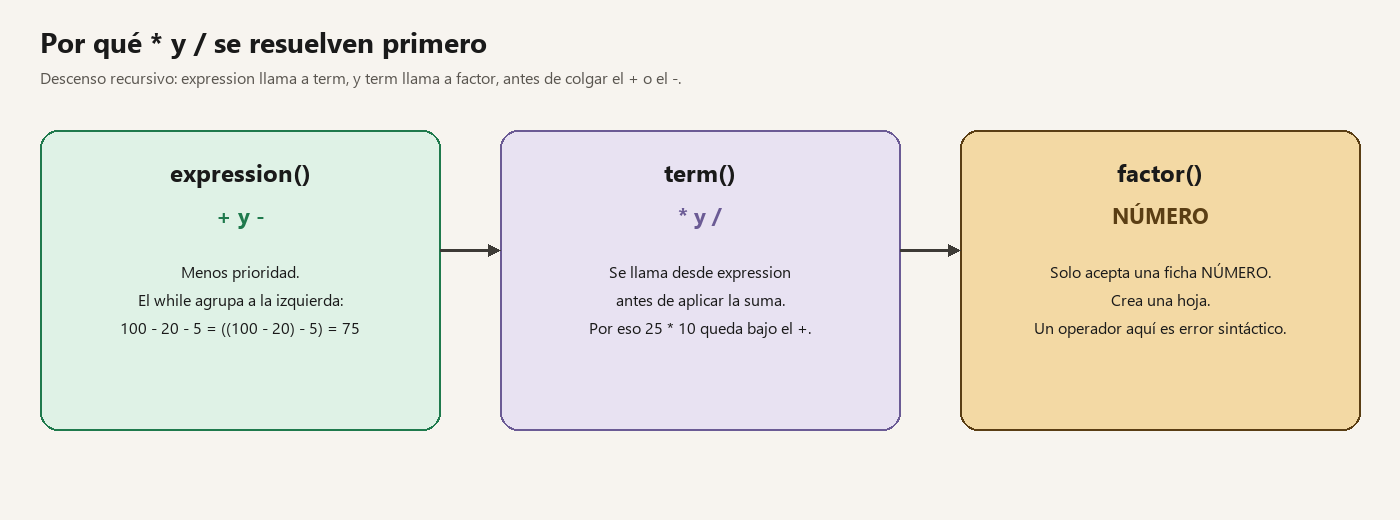 Por qué * y / se resuelven primero
Descenso recursivo: expression llama a term, y term llama a factor, antes de colgar el + o el -.
expression()
+ y -
Menos prioridad.
El while agrupa a la izquierda:
100 - 20 - 5 = ((100 - 20) - 5) = 75
term()
* y /
Se llama desde expression
antes de aplicar la suma.
Por eso 25 * 10 queda bajo el +.
factor()
NÚMERO
Solo acepta una ficha NÚMERO.
Crea una hoja.
Un operador aquí es error sintáctico.